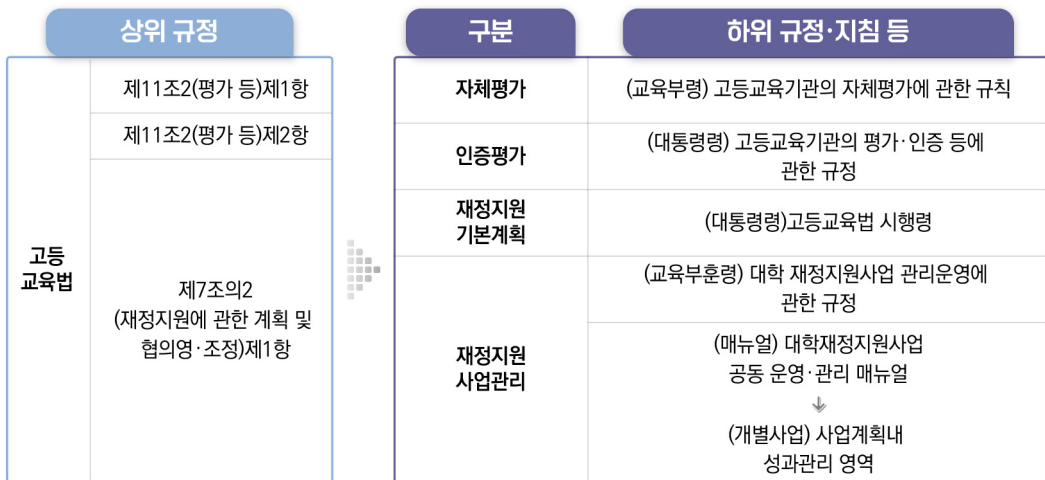 상위 규정
고등
교육법
제11조2(평가 등)제1항
제11조2(평가 등)제2항
제7조의2
(재정지원에 관한 계획 및
협의영·조정)제1항
구분
하위 규정·지침 등
자체평가
(교육부령) 고등교육기관의 자체평가에 관한 규칙
인증평가
(대통령령) 고등교육기관의 평가·인증 등에
관한 규정
재정지원
기본계획
(대통령령)고등교육법 시행령
재정지원
사업관리
(교육부훈령) 대학 재정지원사업 관리운영에
관한 규정
(매뉴얼) 대학재정지원사업
공동 운영·관리 매뉴얼
(개별사업) 사업계획내
성과관리 영역